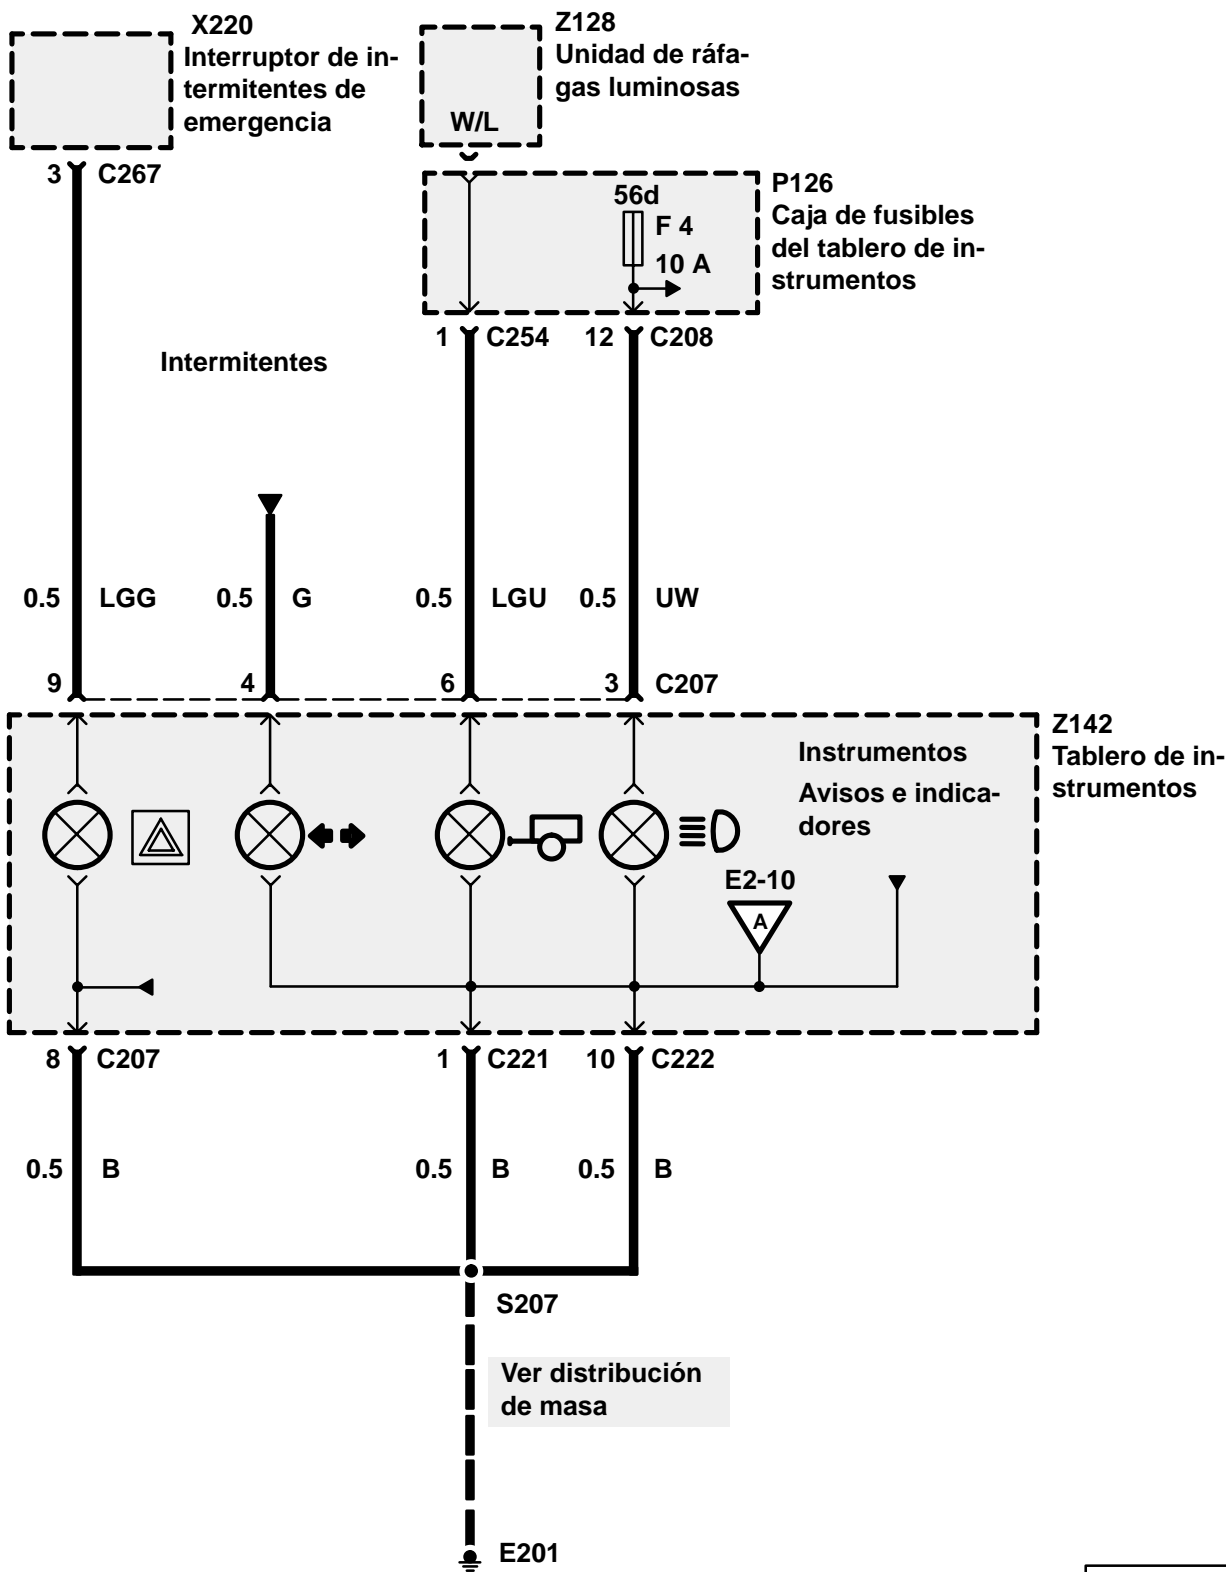 X220
Interruptor de in-
termitentes de
emergencia
Z128
Unidad de ráfa-
gas luminosas
W/L
3 C267
P126
Caja de fusibles
del tablero de in-
strumentos
56d
F 4
10 A
1 C254 12 C208
Intermitentes
0.5 LGG 0.5 G 0.5 LGU 0.5 UW
9 4 6 3 C207
Z142
Tablero de in-
strumentos
Instrumentos
Avisos e indica-
dores
E2-10
A
8 C207 1 C221 10 C222
0.5 B 0.5 B 0.5 B
S207
Ver distribución
de masa
E201